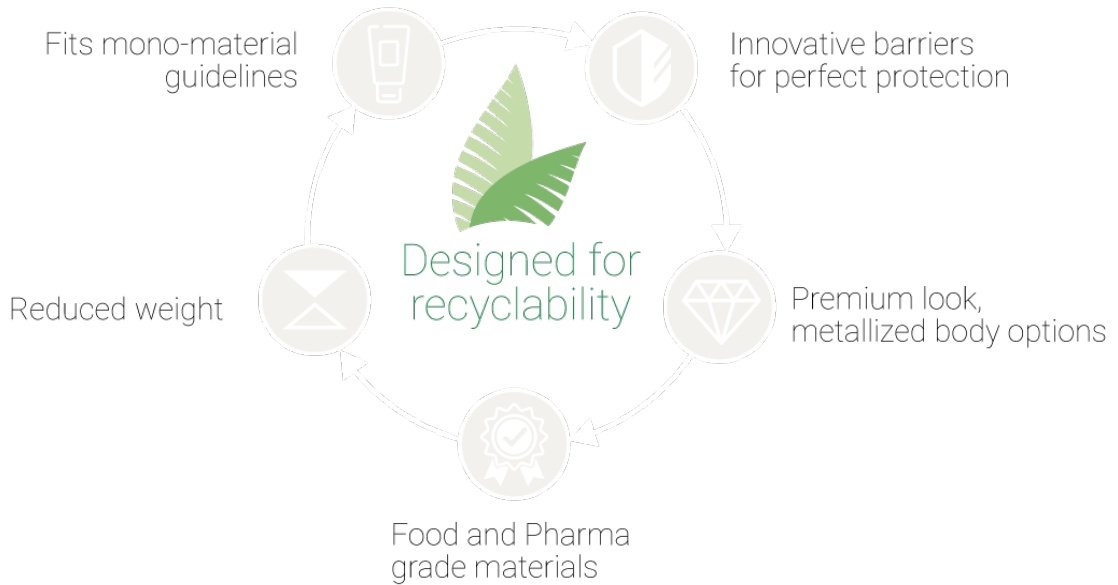 Fits mono-material
guidelines
Innovative barriers
for perfect protection
Designed for
recyclability
Reduced weight
Premium look,
metallized body options
Food and Pharma
grade materials